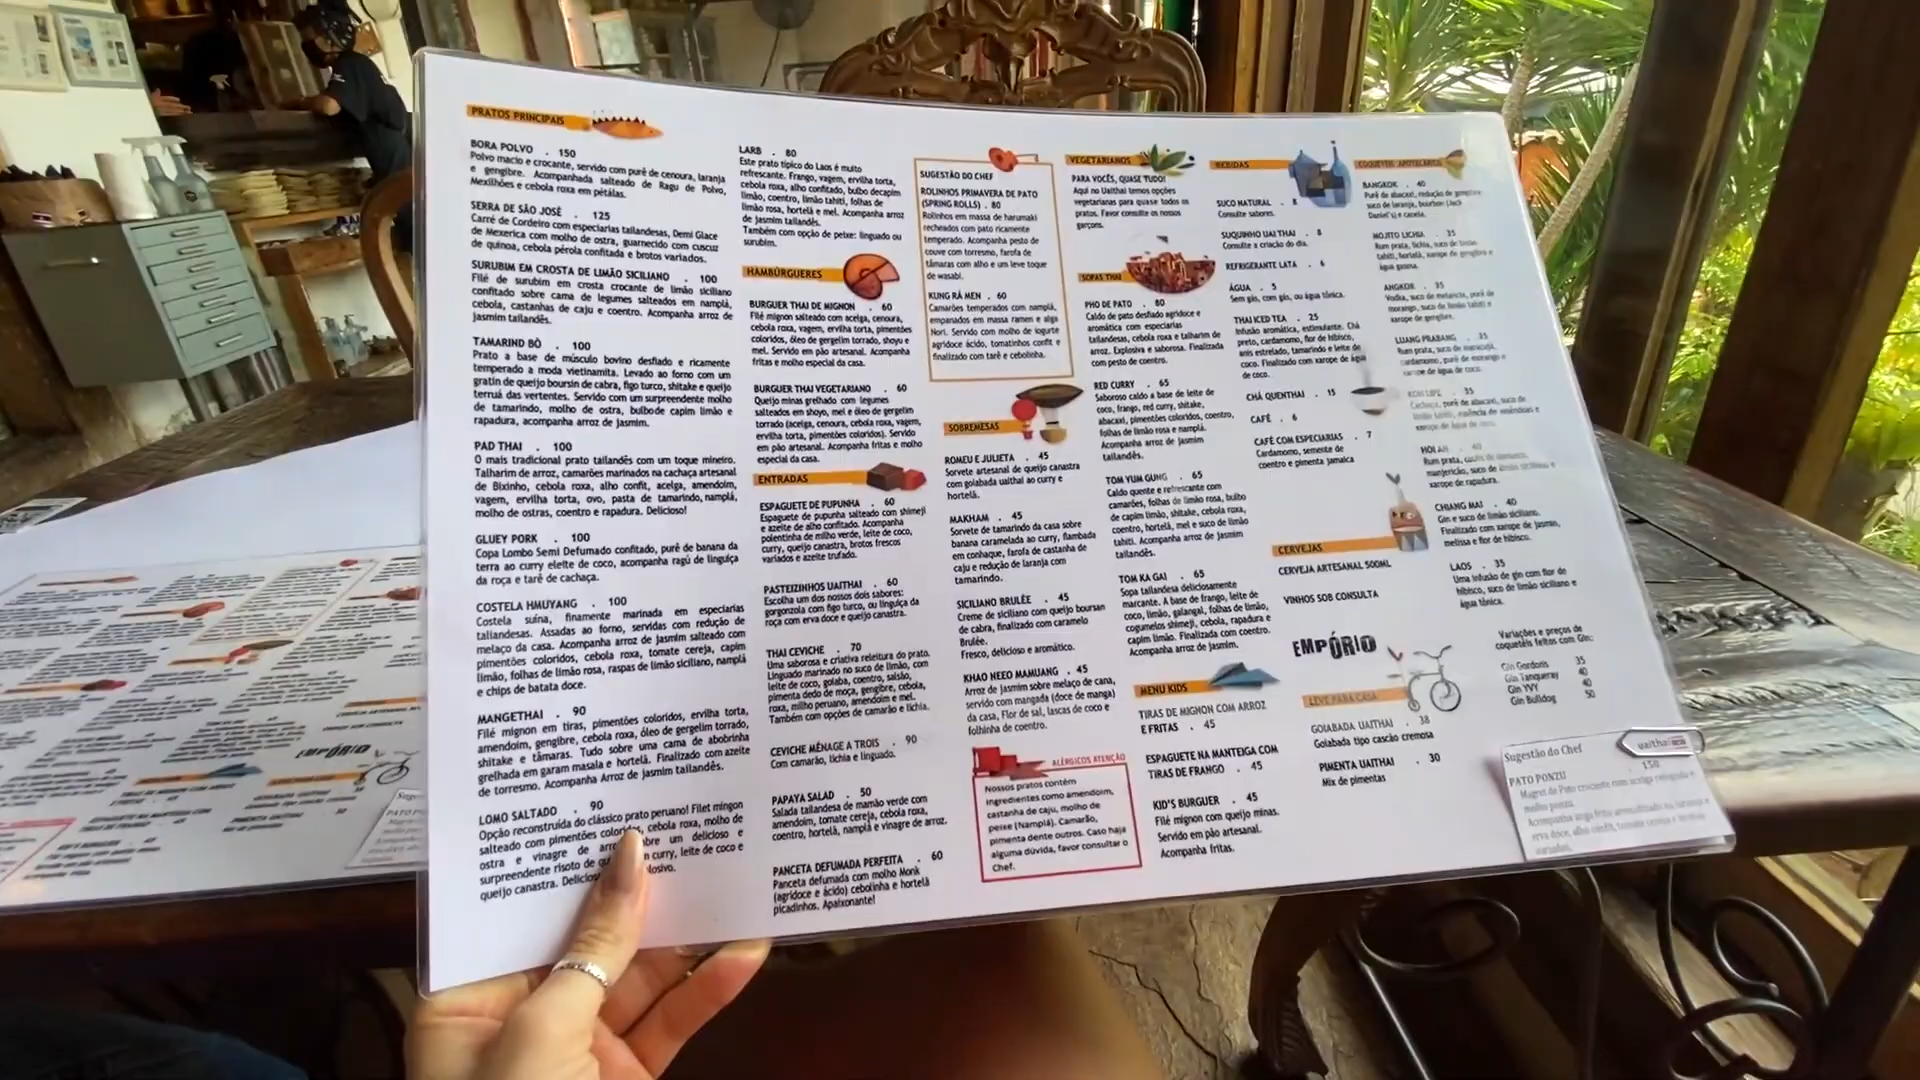 PRATOS PRINCIPAIS
BORA POLVO . 150
Polvo macio e crocante, servido com purê de cenoura, laranja
e gengibre. Acompanhada salteado de Ragu de Polvo,
Mexilhões e cebola roxa em pétalas.
SERRA DE SÃO JOSÉ . 125
Carré de Cordeiro com especiarias tailandesas, Demi Glace
de Mexerica com molho de ostra, guarnecido com cuscuz
de quinoa, cebola pérola confitada e brotos variados.
SURUBIM EM CROSTA DE LIMÃO SICILIANO . 100
Filé de surubim em crosta crocante de limão siciliano
confitado sobre cama de legumes salteados em namplá,
cebola, castanhas de caju e coentro. Acompanha arroz de
jasmim tailandês.
TAMARIND BÒ . 100
Prato a base de músculo bovino desfiado e ricamente
temperado a moda vietinamita. Levado ao forno com um
gratin de queijo boursin de cabra, figo turco, shitake e queijo
terruá das vertentes. Servido com um surpreendente molho
de tamarindo, molho de ostra, bulbode capim limão e
rapadura, acompanha arroz de jasmim.
PAD THAI . 100
O mais tradicional prato tailandês com um toque mineiro.
Talharim de arroz, camarões marinados na cachaça artesanal
de Bixinho, cebola roxa, alho confit, acelga, amendoim,
vagem, ervilha torta, ovo, pasta de tamarindo, namplá,
molho de ostras, coentro e rapadura. Delicioso!
GLUEY PORK . 100
Copa Lombo Semi Defumado confitado, purê de banana da
terra ao curry eleite de coco, acompanha ragú de linguiça
da roça e tarê de cachaça.
COSTELA HMUYANG . 100
Costela suína, finamente marinada em especiarias
tailandesas. Assadas ao forno, servidas com redução de
melaço da casa. Acompanha arroz de jasmim salteado com
pimentões coloridos, cebola roxa, tomate cereja, capim
limão, folhas de limão rosa, raspas de limão siciliano, namplá
e chips de batata doce.
MANGETHAI . 90
Filé mignon em tiras, pimentões coloridos, ervilha torta,
amendoim, gengibre, cebola roxa, óleo de gergelim torrado,
shitake e tâmaras. Tudo sobre uma cama de abobrinha
grelhada em garam masala e hortelã. Finalizado com azeite
de torresmo. Acompanha Arroz de jasmim tailandês.
LOMO SALTADO . 90
Opção reconstruída do clássico prato peruano! Filet mingon
salteado com pimentões coloridos, cebola roxa, molho de
ostra e vinagre de um delicioso e
surpreendente risoto de curry, leite de coco e
queijo canastra.
LARB . 80
Este prato típico do Laos é muito
refrescante. Frango, vagem, ervilha torta,
cebola roxa, alho confitado, bulbo decapim
limão, coentro, limão tahiti, folhas de
limão rosa, hortelã e mel. Acompanha arroz
de jasmim tailandês.
Também com opção de peixe: linguado ou
surubim.
HAMBÚRGUERES
BURGUER THAI DE MIGNON . 60
Filé mignon salteado com acelga, cenoura,
cebola roxa, vagem, ervilha torta, pimentões
coloridos, óleo de gergelim torrado, shoyu e
mel. Servido em pão artesanal. Acompanha
fritas e molho especial da casa.
BURGUER THAI VEGETARIANO . 60
Queijo minas grelhado com legumes
salteados em shoyo, mel e óleo de gergelim
torrado (acelga, cenoura, cebola roxa, vagem,
ervilha torta, pimentões coloridos). Servido
em pão artesanal. Acompanha fritas e molho
especial da casa.
ENTRADAS
ESPAGUETE DE PUPUNHA . 60
Espaguete de pupunha salteado com shimeji
e azeite de alho confitado. Acompanha
polentinha de milho verde, leite de coco,
curry, queijo canastra, brotos frescos
variados e azeite trufado.
PASTEIZINHOS UAITHAI . 60
Escolha um dos nossos dois sabores:
gorgonzola com figo turco, ou linguiça da
roça com erva doce e queijo canastra.
THAI CEVICHE . 70
Uma saborosa e criativa releitura do prato.
Linguado marinado no suco de limão, com
leite de coco, goiaba, coentro, salsão,
pimenta dedo de moça, gengibre, cebola,
roxa, milho peruano, amendoim e mel.
Também com opções de camarão e lichia.
CEVICHE MÉNAGE A TROIS . 90
Com camarão, lichia e linguado.
PAPAYA SALAD . 50
Salada tailandesa de mamão verde com
amendoim, tomate cereja, cebola roxa,
coentro, hortelã, namplá e vinagre de arroz.
PANCETA DEFUMADA PERFEITA . 60
Panceta defumada com molho Monk
(agridoce e ácido) cebolinha e hortelã
picadinhos. Apaixonante!
SUGESTÃO DO CHEF
ROLINHOS PRIMAVERA DE PATO
(SPRING ROLLS) . 80
Rolinhos em massa de harumaki
recheados com pato ricamente
temperado. Acompanha pesto de
couve com torresmo, farofa de
tâmaras com alho e um leve toque
de wasabi.
KUNG RÁ MEN . 60
Camarões temperados com namplá,
empanados em massa ramen e alga
Nori. Servido com molho de iogurte
agridoce ácido, tomatinhos confit e
finalizado com tarê e cebolinha.
SOBREMESAS
ROMEU E JULIETA . 45
Sorvete artesanal de queijo canastra
com goiabada uaithai ao curry e
hortelã.
MAKHAM . 45
Sorvete de tamarindo da casa sobre
banana caramelada ao curry, flambada
em conhaque, farofa de castanha de
caju e redução de laranja com
tamarindo.
SICILIANO BRULÉE . 45
Creme de siciliano com queijo boursan
de cabra, finalizado com caramelo
Brulée.
Fresco, delicioso e aromático.
KHAO NEEO MAMUANG . 45
Arroz de jasmim sobre melaço de cana,
servido com mangada (doce de manga)
da casa, Flor de sal, lascas de coco e
folhinha de coentro.
ALÉRGICOS ATENÇÃO
Nossos pratos contém
ingredientes como amendoim,
castanha de caju, molho de
peixe (Namplá). Camarão,
pimenta dente outros. Caso haja
alguma dúvida, favor consultar o
Chef.
VEGETARIANOS
PARA VOCÊS, QUASE TUDO!
Aqui no Uaithai temos opções
vegetarianas para quase todos os
pratos. Favor consulte os nossos
garçons.
SOPAS THAI
PHO DE PATO . 80
Caldo de pato desfiado agridoce e
aromática com especiarias
tailandesas, cebola roxa e talharim de
arroz. Explosiva e saborosa. Finalizada
com pesto de coentro.
RED CURRY . 65
Saboroso caldo a base de leite de
coco, frango, red curry, shitake,
abacaxi, pimentões coloridos, coentro,
folhas de limão rosa e namplá.
Acompanha arroz de jasmim
tailandês.
TOM YUM GUNG . 65
Caldo quente e refrescante com
camarões, folhas de limão rosa, bulbo
de capim limão, shitake, cebola roxa,
coentro, hortelã, mel e suco de limão
tahiti. Acompanha arroz de jasmim
tailandês.
TOM KA GAI . 65
Sopa tailandesa deliciosamente
marcante. A base de frango, leite de
coco, limão, galangal, folhas de limão,
cogumelos shimeji, cebola, rapadura e
capim limão. Finalizada com coentro.
Acompanha arroz de jasmim.
MENU KIDS
TIRAS DE MIGNON COM ARROZ
E FRITAS . 45
ESPAGUETE NA MANTEIGA COM
TIRAS DE FRANGO . 45
KID'S BURGUER . 45
Filé mignon com queijo minas.
Servido em pão artesanal.
Acompanha fritas.
BEBIDAS
SUCO NATURAL . 8
Consulte sabores.
SUQUINHO UAITHAI . 8
Consulte a criação do dia.
REFRIGERANTE LATA . 6
ÁGUA . 5
Sem gás, com gás, ou água tônica.
THAI ICED TEA . 25
Infusão aromática, estimulante. Chá
preto, cardamomo, flor de hibisco,
anis estrelado, tamarindo e leite de
coco. Finalizado com xarope de água
de coco.
CHÁ QUENTHAI . 15
CAFÉ . 6
CAFÉ COM ESPECIARIAS . 7
Cardamomo, semente de
coentro e pimenta jamaica
CERVEJAS
CERVEJA ARTESANAL 500ML
VINHOS SOB CONSULTA
EMPÓRIO
LEVE PARA CASA
GOIABADA UAITHAI . 38
Goiabada tipo cascão cremosa
PIMENTA UAITHAI . 30
Mix de pimentas
BANGKOK . 40
Purê de abacaxi, redução de gengibre
suco de laranja, bourbon (Jack
Daniel's) e canela.
MOJITO LICHIA . 35
Rum prata, lichia, suco de limão
tahiti, hortelã, xarope de gengibre e
água gasosa.
ANGKOR . 35
Vodka, suco de melancia, purê de
morango, suco de limão tahiti e
xarope de gengibre.
LUANG PRABANG . 35
Rum prata, suco de maracujá,
cardamomo, purê de morango e
xarope de água de coco.
35
Cachaça, purê de abacaxi, suco de
xarope de água de coco.
HOI AN . 40
Rum prata,
manjericão, suco de limão siciliano e
xarope de rapadura.
CHIANG MAI . 40
Gin e suco de limão siciliano.
Finalizado com xarope de jasmim,
melissa e flor de hibisco.
LAOS . 35
Uma infusão de gin com flor de
hibisco, suco de limão siciliano e
água tônica.
Variações e preços de
coquetéis feitos com Gin:
Gin Gordons 35
Gin Tanqueray 40
Gin YVY 40
Gin Bulldog 50
Sugestão do Chef
uaithai
PATO PONZU 150
Magret de Pato crocante com
molho ponzu.
EMPÓRIO